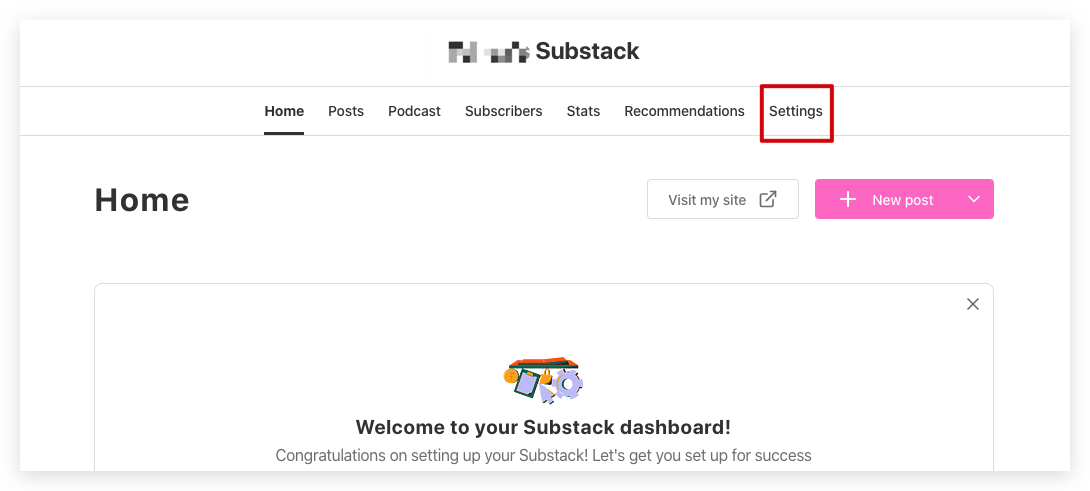 Substack
Home Posts Podcast Subscribers Stats Recommendations Settings
Home
Visit my site
New post
Welcome to your Substack dashboard!
Congratulations on setting up your Substack! Let's get you set up for success